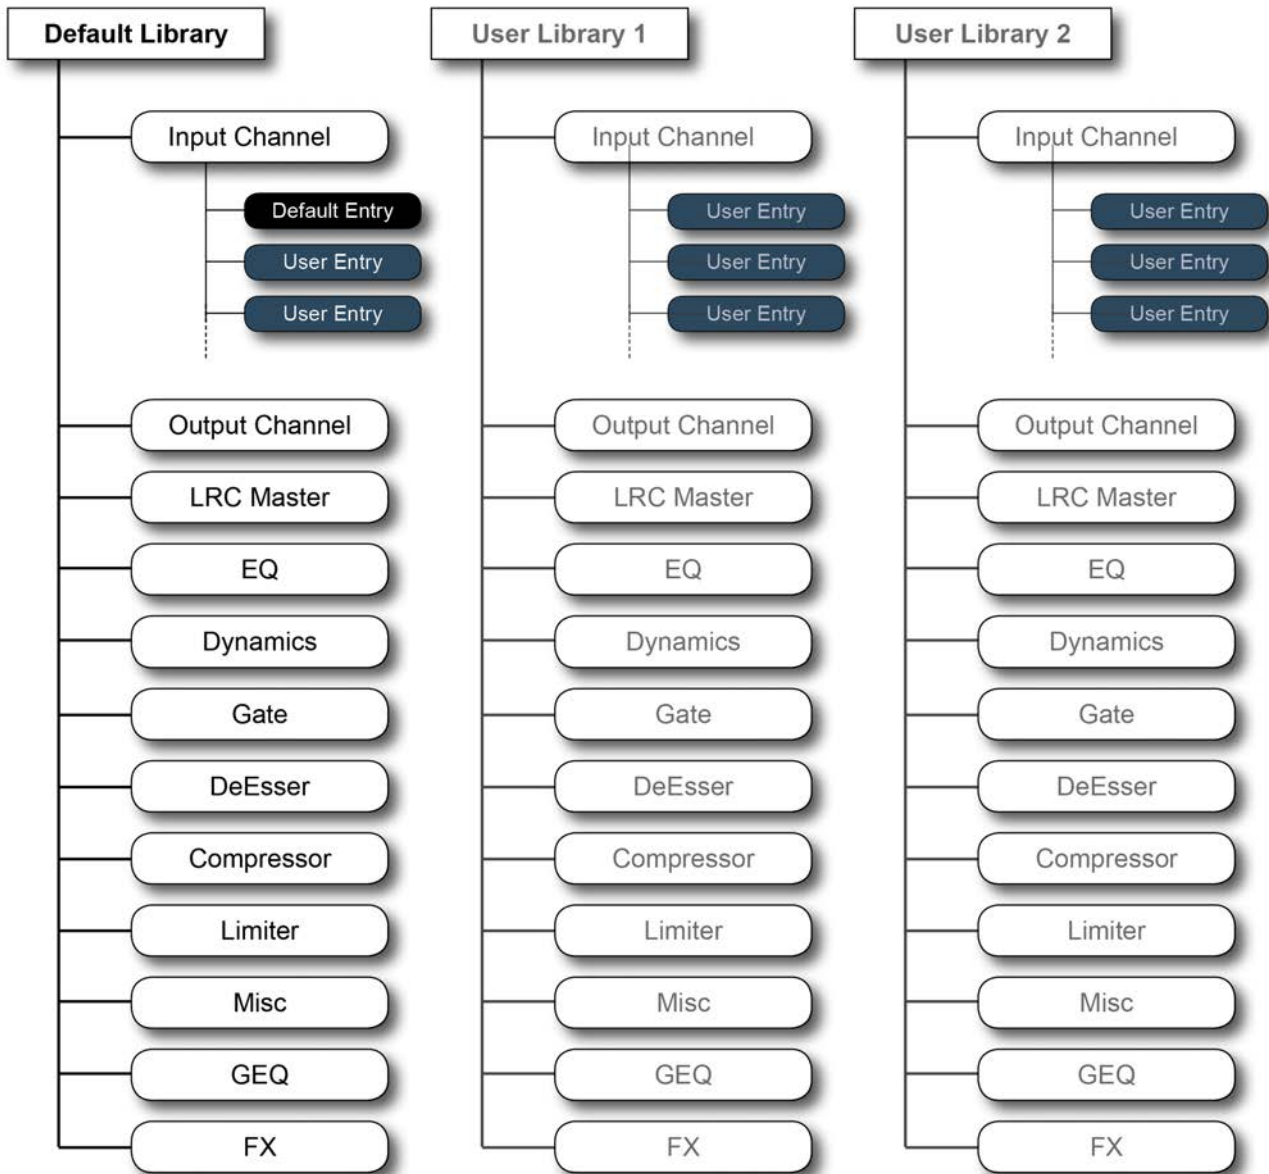 Default Library
Input Channel
Default Entry
User Entry
User Entry
Output Channel
LRC Master
EQ
Dynamics
Gate
DeEsser
Compressor
Limiter
Misc
GEQ
FX
User Library 1
Input Channel
User Entry
User Entry
User Entry
Output Channel
LRC Master
EQ
Dynamics
Gate
DeEsser
Compressor
Limiter
Misc
GEQ
FX
User Library 2
Input Channel
User Entry
User Entry
User Entry
Output Channel
LRC Master
EQ
Dynamics
Gate
DeEsser
Compressor
Limiter
Misc
GEQ
FX